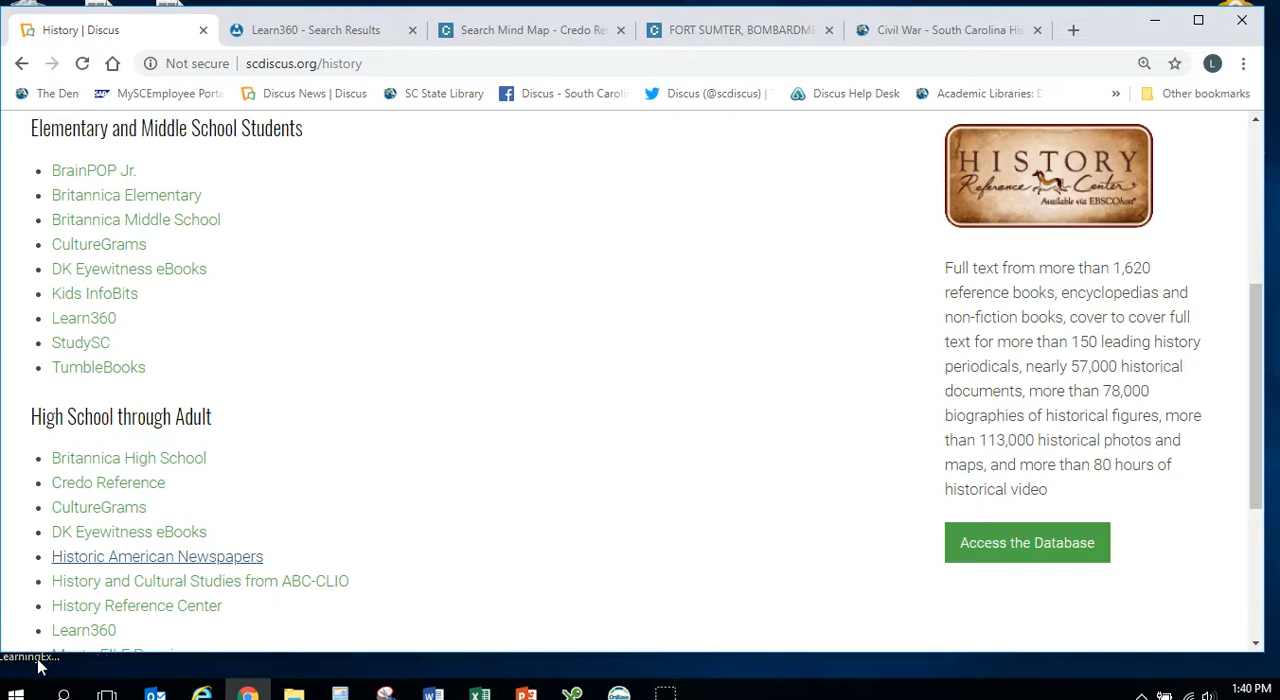 History | Discus
Learn360 - Search Results
Search Mind Map - Credo Re
FORT SUMTER, BOMBARDME
Civil War - South Carolina His
Not secure | scdiscus.org/history
L
The Den
MySCEmployee Porta
Discus News | Discus
SC State Library
Discus - South Caroli
Discus (@scdiscus) | T
Discus Help Desk
Academic Libraries: D
»
Other bookmarks
Elementary and Middle School Students
BrainPOP Jr.
Britannica Elementary
Britannica Middle School
CultureGrams
DK Eyewitness eBooks
Kids InfoBits
Learn360
StudySC
TumbleBooks
High School through Adult
Britannica High School
Credo Reference
CultureGrams
DK Eyewitness eBooks
Historic American Newspapers
History and Cultural Studies from ABC-CLIO
History Reference Center
Learn360
HISTORY
Reference Center
Available via EBSCOhost
Full text from more than 1,620
reference books, encyclopedias and
non-fiction books, cover to cover full
text for more than 150 leading history
periodicals, nearly 57,000 historical
documents, more than 78,000
biographies of historical figures, more
than 113,000 historical photos and
maps, and more than 80 hours of
historical video
Access the Database
LearningEx...
1:40 PM